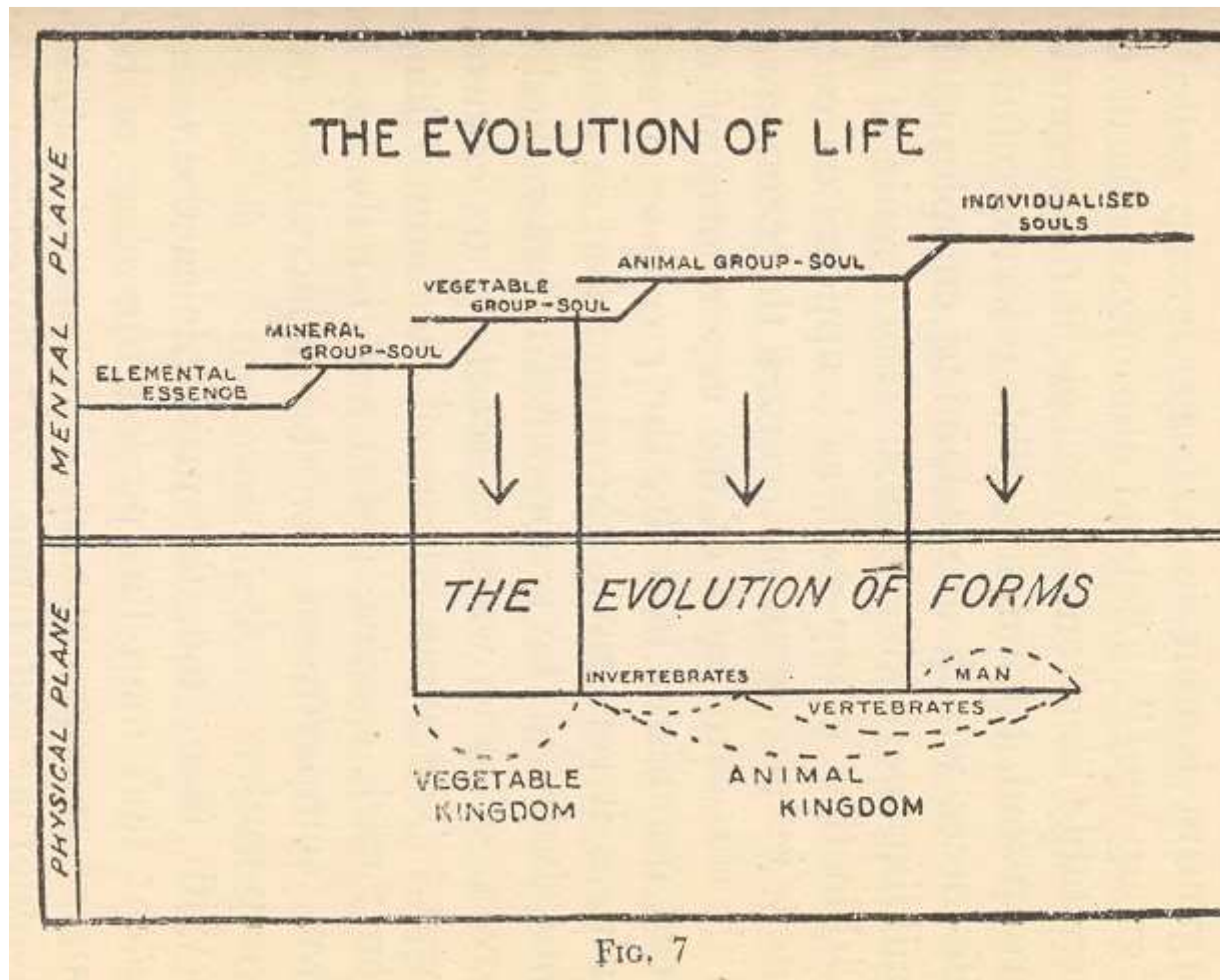 THE EVOLUTION OF LIFE
MENTAL PLANE
INDIVIDUALISED
SOULS
ANIMAL GROUP-SOUL
VEGETABLE
GROUP-SOUL
MINERAL
GROUP-SOUL
ELEMENTAL
ESSENCE
PHYSICAL PLANE
THE EVOLUTION OF FORMS
INVERTEBRATES
MAN
VERTEBRATES
VEGETABLE
KINGDOM
ANIMAL
KINGDOM
FIG. 7